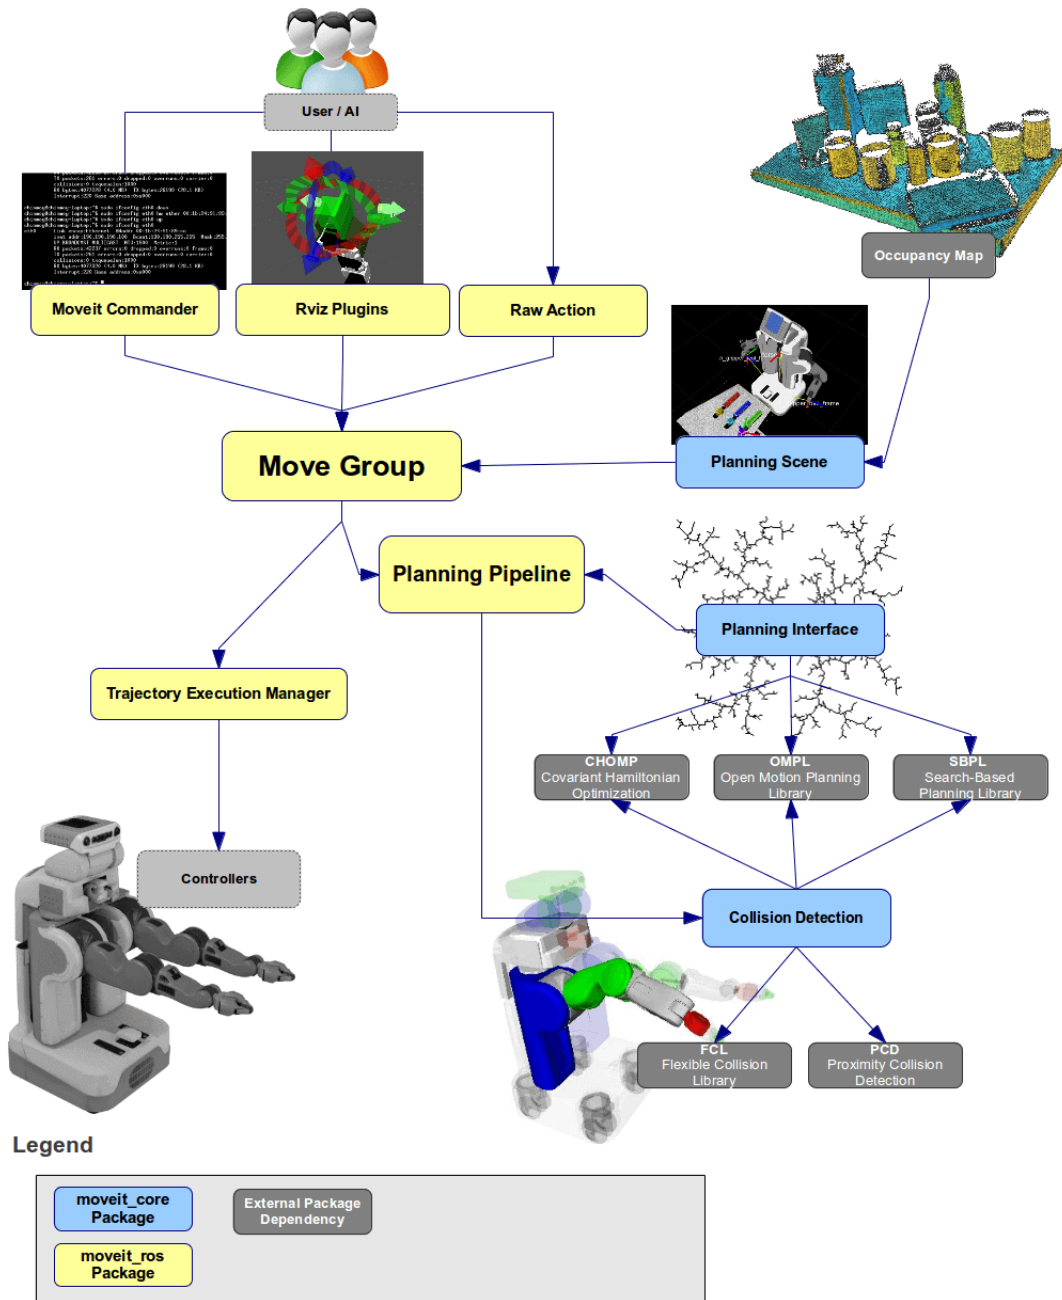 User / AI
Occupancy Map
Moveit Commander
Rviz Plugins
Raw Action
Planning Scene
Move Group
Planning Pipeline
Planning Interface
Trajectory Execution Manager
CHOMP
Covariant Hamiltonian
Optimization
OMPL
Open Motion Planning
Library
SBPL
Search-Based
Planning Library
Controllers
Collision Detection
FCL
Flexible Collision
Library
PCD
Proximity Collision
Detection
Legend
moveit_core
Package
External Package
Dependency
moveit_ros
Package